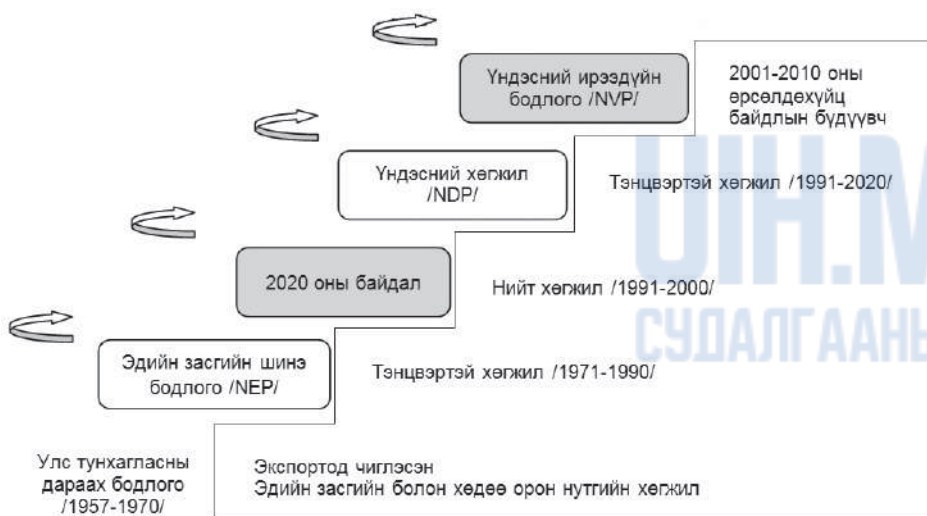 Үндэсний ирээдүйн
бодлого /NVP/
2001-2010 оны
өрсөлдөхүйц
байдлын бүдүүвч
Үндэсний хөгжил
/NDP/
Тэнцвэртэй хөгжил /1991-2020/
2020 оны байдал
Нийт хөгжил /1991-2000/
Эдийн засгийн шинэ
бодлого /NEP/
Тэнцвэртэй хөгжил /1971-1990/
Улс тунхагласны
дараах бодлого
/1957-1970/
Экспортод чиглэсэн
Эдийн засгийн болон хөдөө орон нутгийн хөгжил
UIH.M
СУДАЛГААНЫ